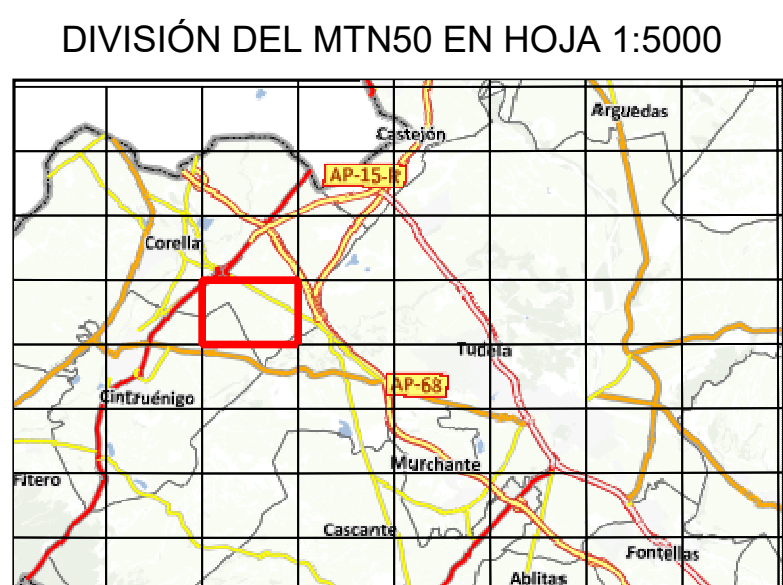 DIVISIÓN DEL MTN50 EN HOJA 1:5000
Arguedas
Castejón
AP-15-R
Corella
Tudela
AP-68
Cintruénigo
Murchante
Fitero
Cascante
Fontellas
Ablitas